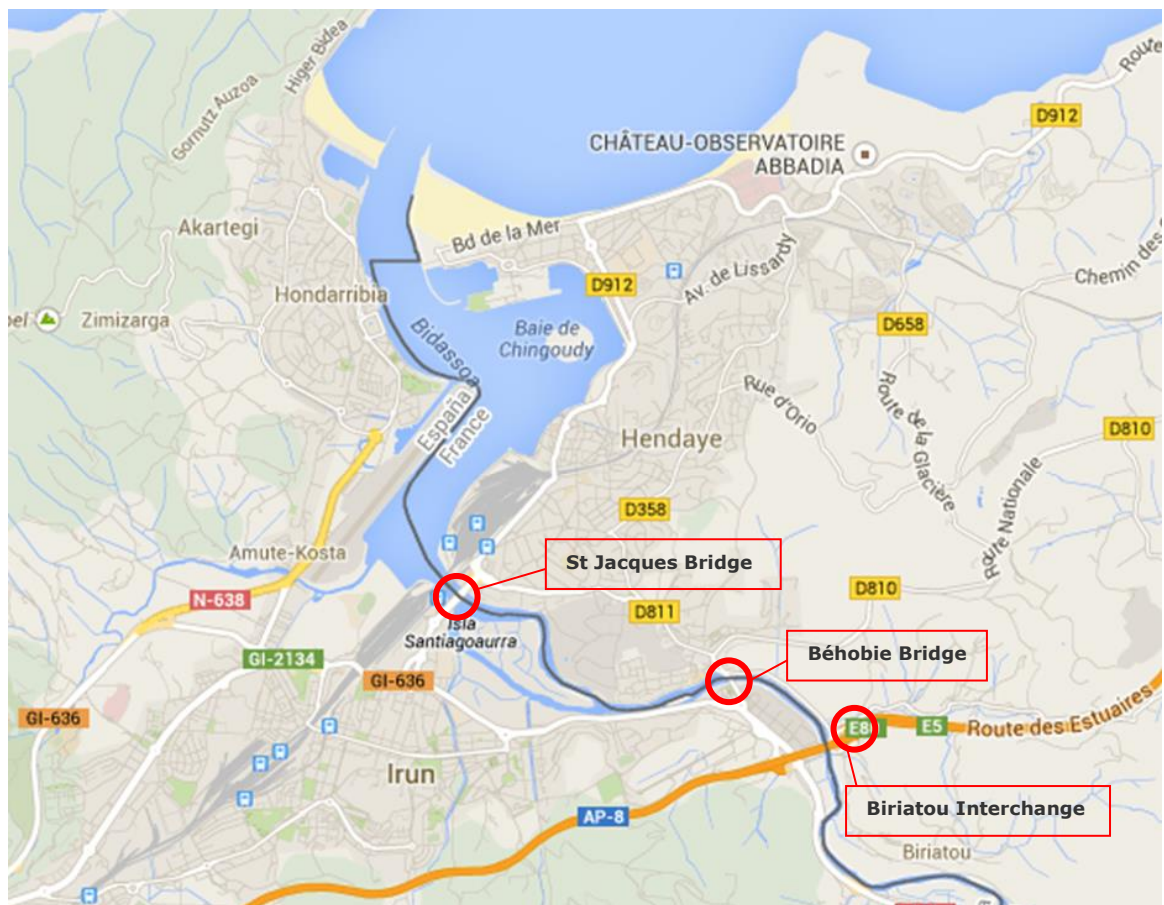 Higer Bidea
Gornutz Auzoa
Route
D912
CHÂTEAU-OBSERVATOIRE
ABBADIA
Akartegi
Bd de la Mer
Av. de Lissardy
Chemin des
D912
Hondarribia
Zimizarga
Baie de
Chingoudy
D658
Bidassoa
España
France
Rue d'Orio
Route de la Glacière
Hendaye
D810
Route Nationale
D358
Amute-Kosta
St Jacques Bridge
N-638
D810
D811
Isla
Santiagoaurra
GI-2134
GI-636
Béhobie Bridge
GI-636
E5
Route des Estuaires
Irun
AP-8
Biriatou Interchange
Biriatou